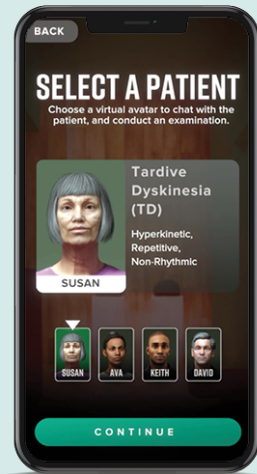 BACK
SELECT A PATIENT
Choose a virtual avatar to chat with the
patient, and conduct an examination.
Tardive
Dyskinesia
(TD)
Hyperkinetic,
Repetitive,
Non-Rhythmic
SUSAN
SUSAN
AVA
KEITH
DAVID
CONTINUE